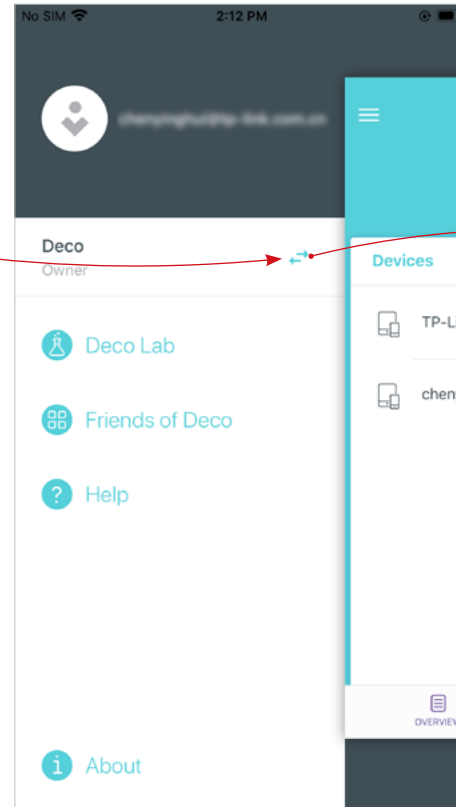 No SIM
2:12 PM
Deco
Owner
Devices
Deco Lab
TP-L
Friends of Deco
chen
Help
OVERVIEW
About